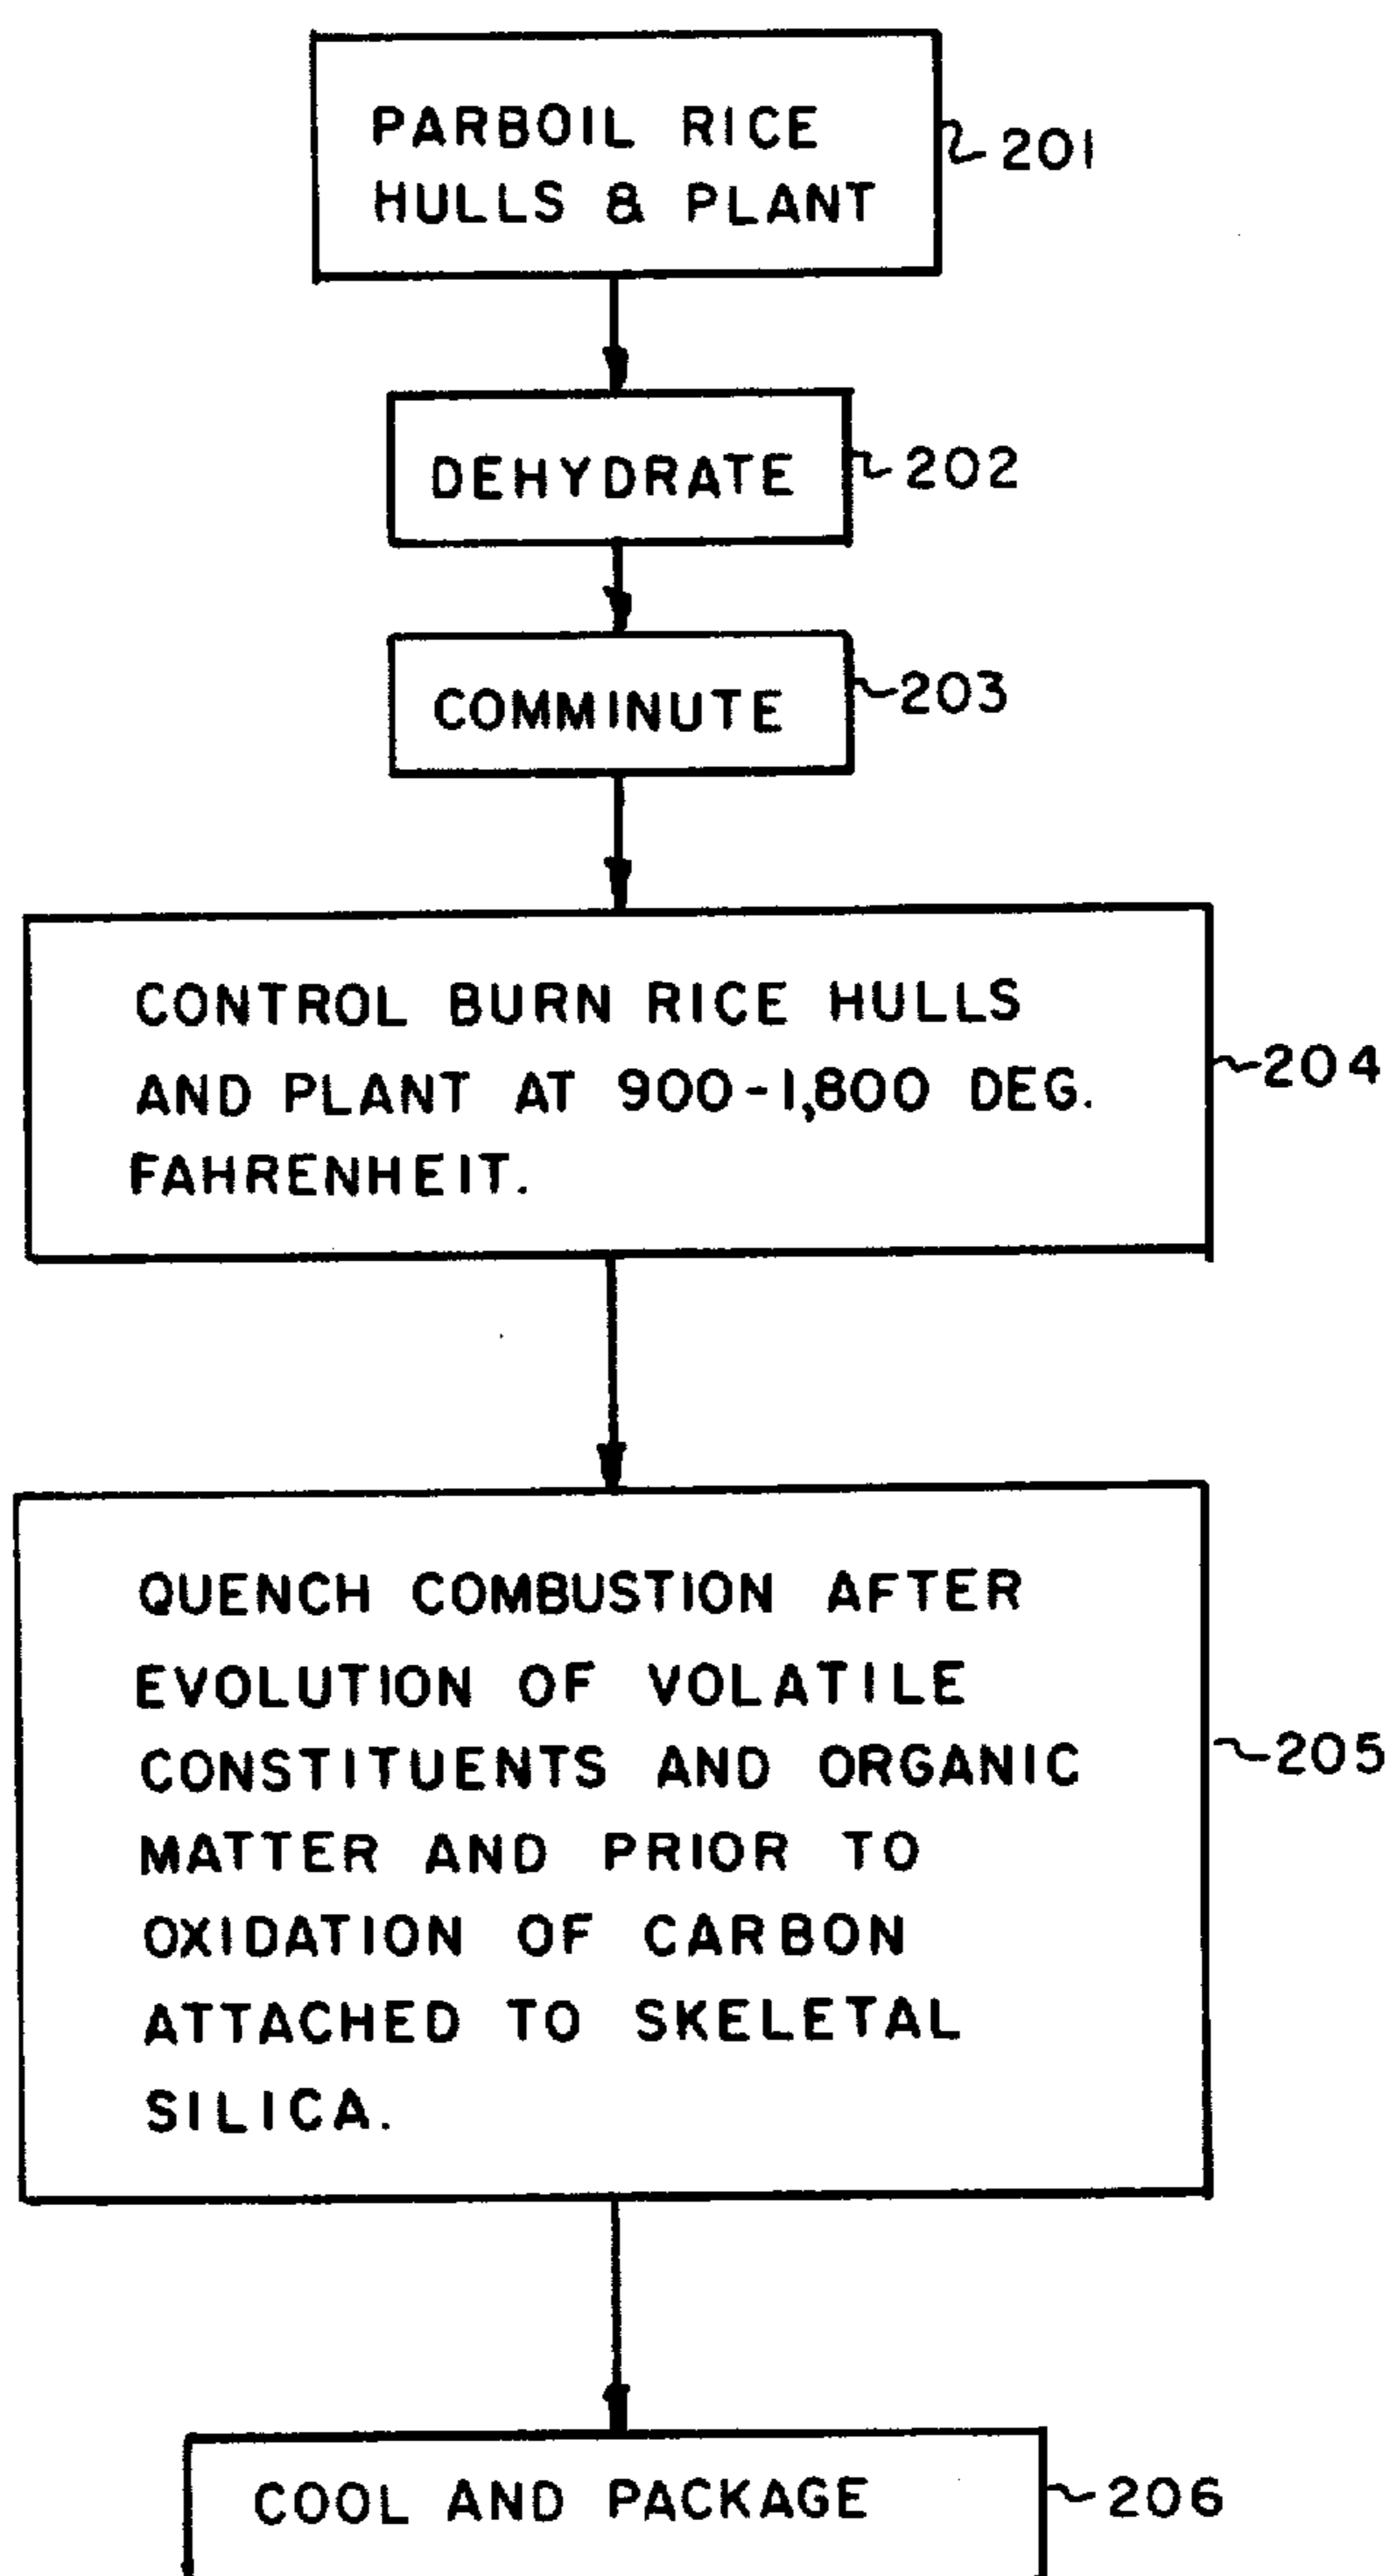 PARBOIL RICE
HULLS & PLANT
201
DEHYDRATE
202
COMMINUTE
203
CONTROL BURN RICE HULLS
AND PLANT AT 900-1,800 DEG.
FAHRENHEIT.
204
QUENCH COMBUSTION AFTER
EVOLUTION OF VOLATILE
CONSTITUENTS AND ORGANIC
MATTER AND PRIOR TO
OXIDATION OF CARBON
ATTACHED TO SKELETAL
SILICA.
205
COOL AND PACKAGE
206